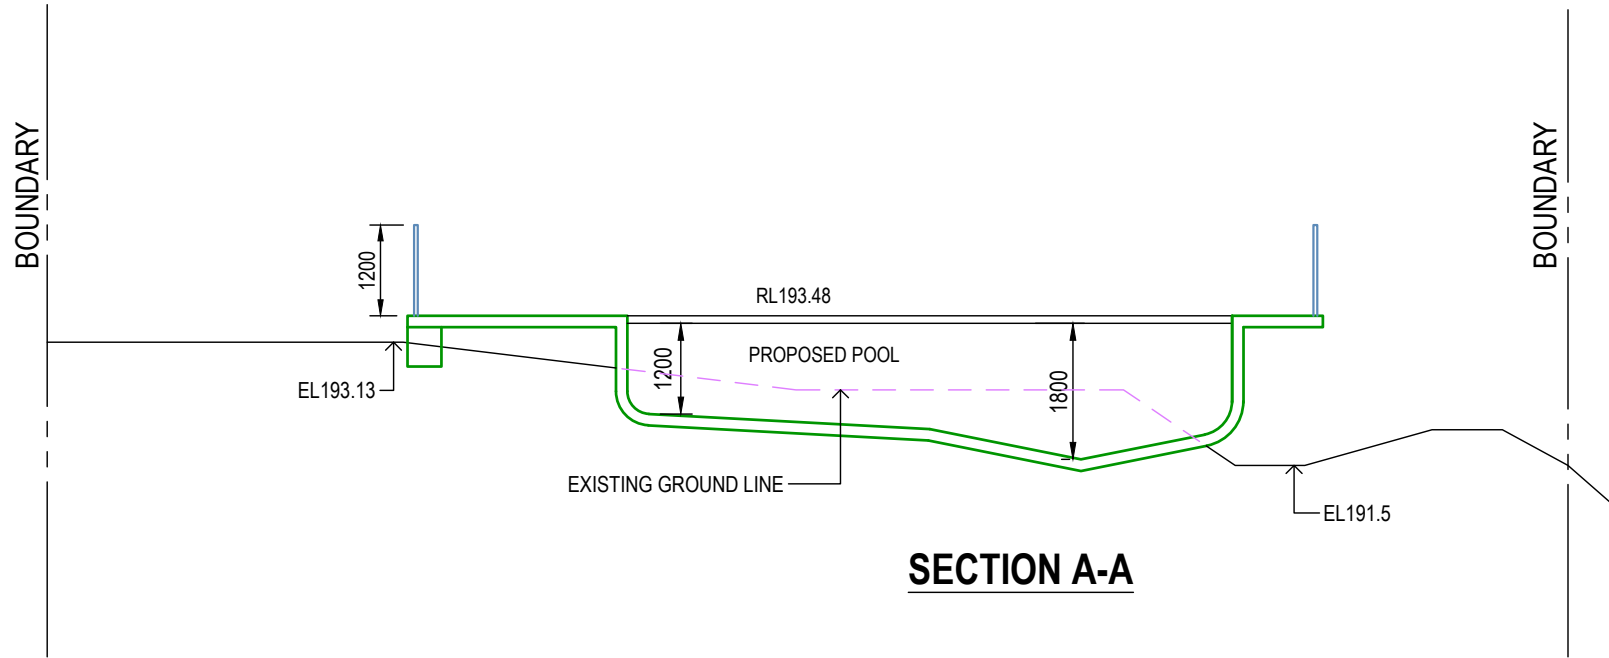 BOUNDARY
BOUNDARY
1200
RL193.48
PROPOSED POOL
1200
1800
EL193.13
EXISTING GROUND LINE
EL191.5
SECTION A-A